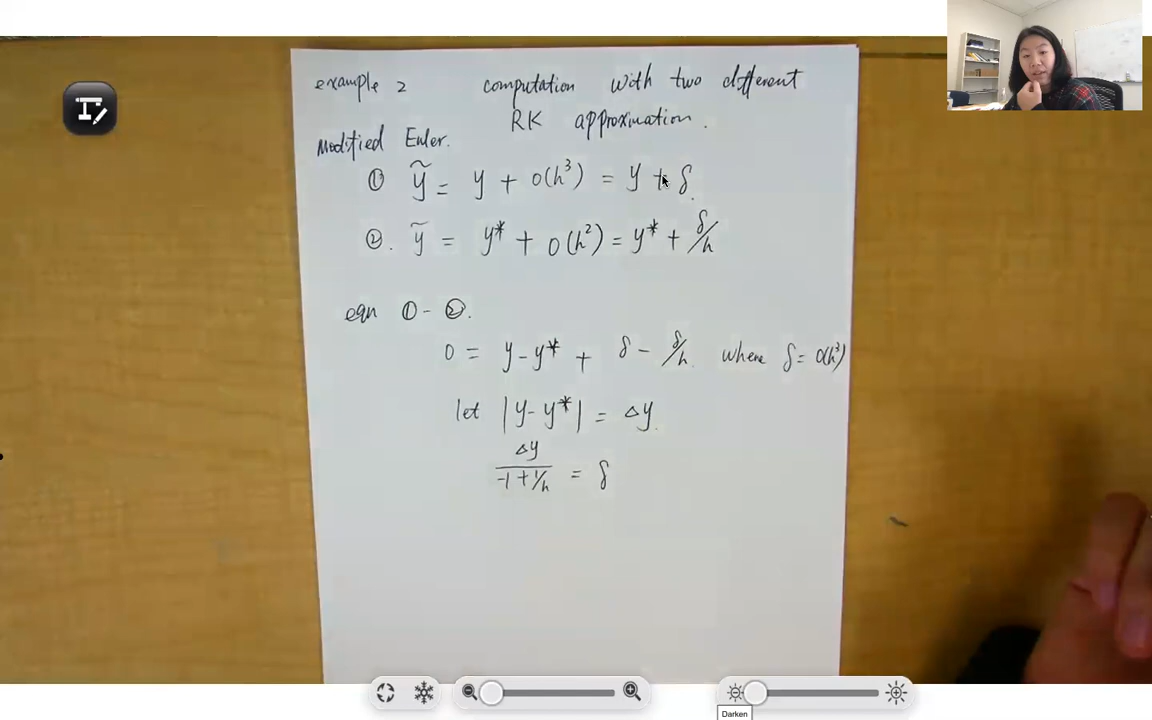 example 2 computation with two different
RK approximation.
Modified Euler.
① ỹ = y + O(h³) = y + δ.
②. ỹ = y* + O(h²) = y* + δ/h
eqn ① - ②.
0 = y - y* + δ - δ/h. where δ = O(h³)
let |y - y*| = Δy.
Δy / (-1 + 1/h) = δ
Darken